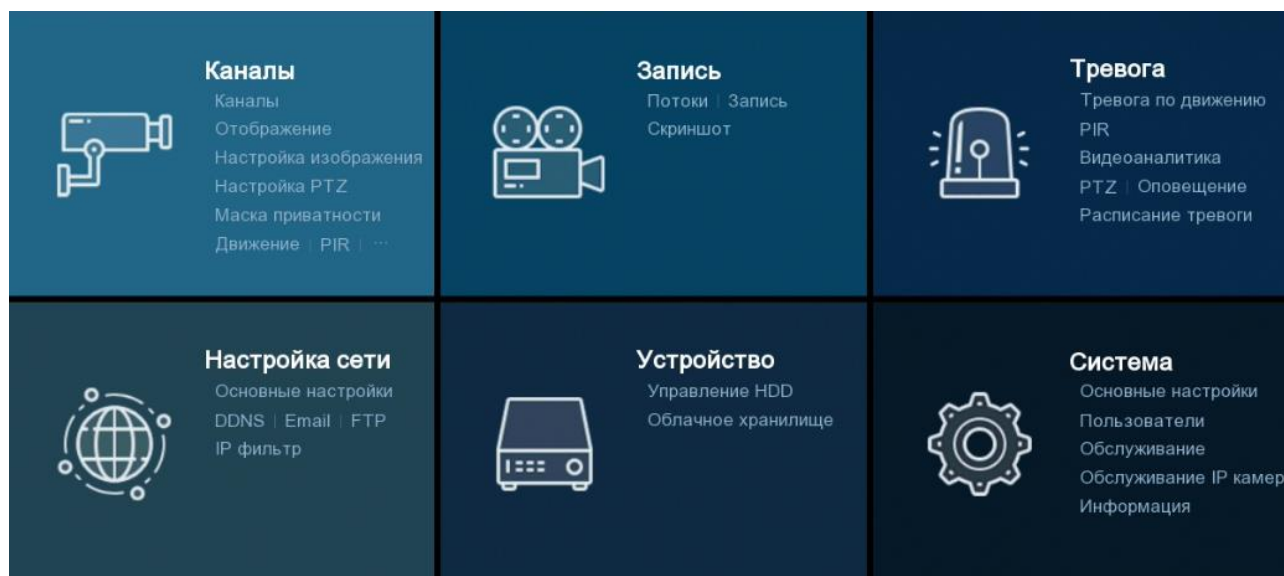 Каналы
Каналы
Отображение
Настройка изображения
Настройка PTZ
Маска приватности
Движение | PIR | ...
Запись
Потоки | Запись
Скриншот
Тревога
Тревога по движению
PIR
Видеоаналитика
PTZ | Оповещение
Расписание тревоги
Настройка сети
Основные настройки
DDNS | Email | FTP
IP фильтр
Устройство
Управление HDD
Облачное хранилище
Система
Основные настройки
Пользователи
Обслуживание
Обслуживание IP камер
Информация